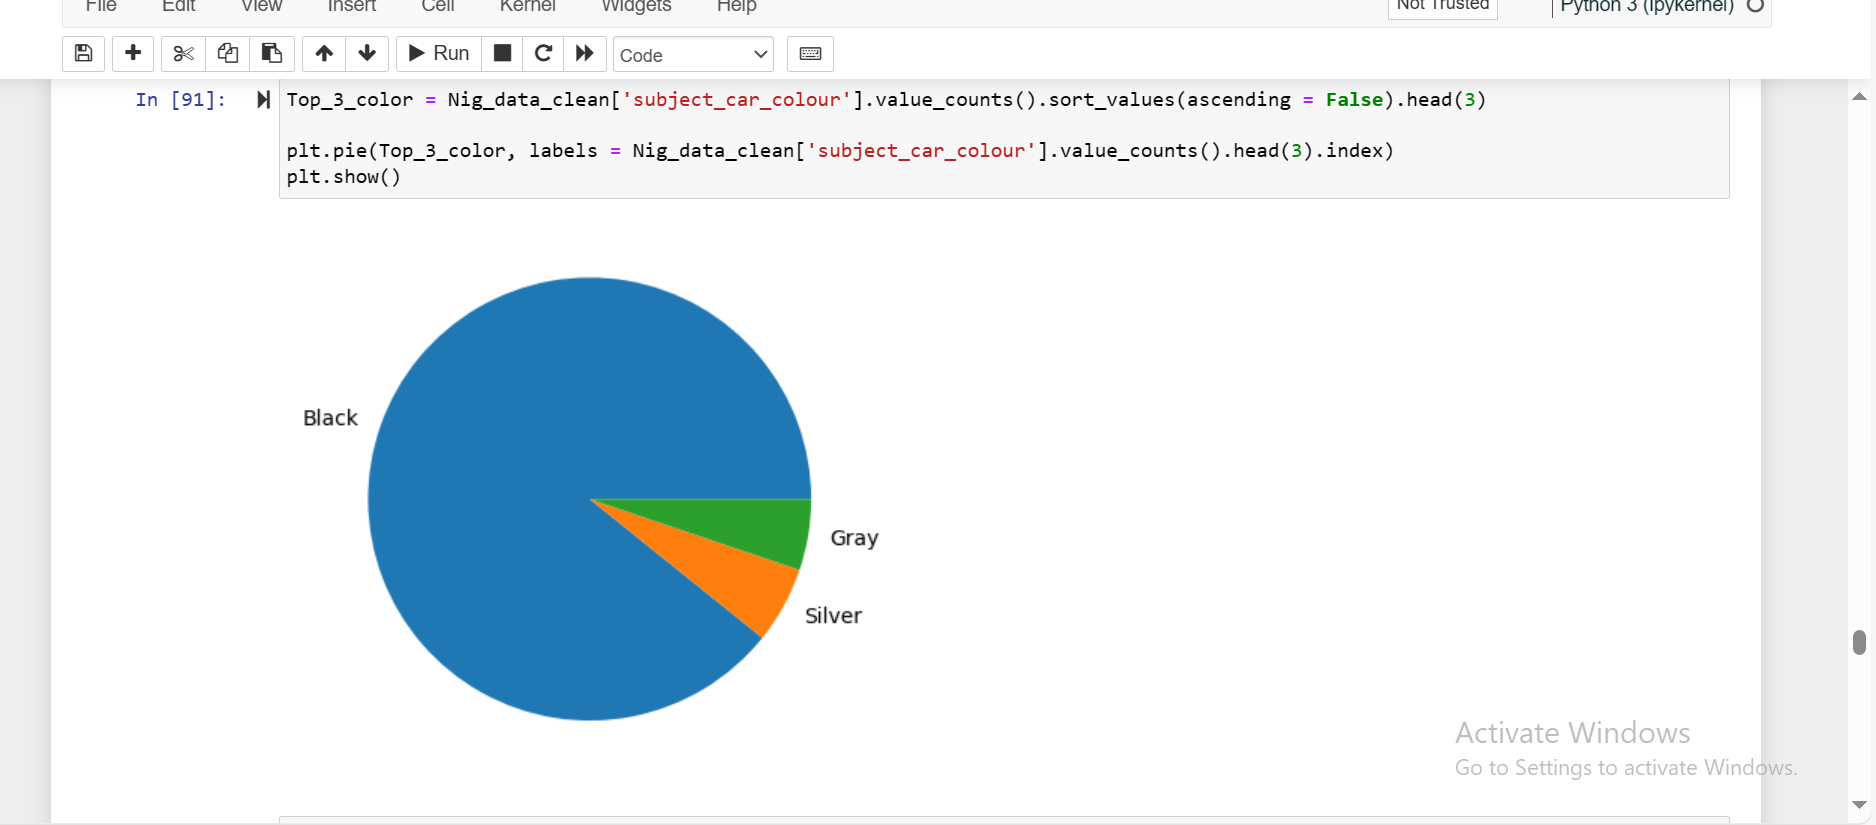 File Edit View Insert Cell Kernel Widgets Help
Not Trusted
Python 3 (ipykernel)
Run
Code
In [91]:
Top_3_color = Nig_data_clean['subject_car_colour'].value_counts().sort_values(ascending = False).head(3)
plt.pie(Top_3_color, labels = Nig_data_clean['subject_car_colour'].value_counts().head(3).index)
plt.show()
Black
Gray
Silver
Activate Windows
Go to Settings to activate Windows.